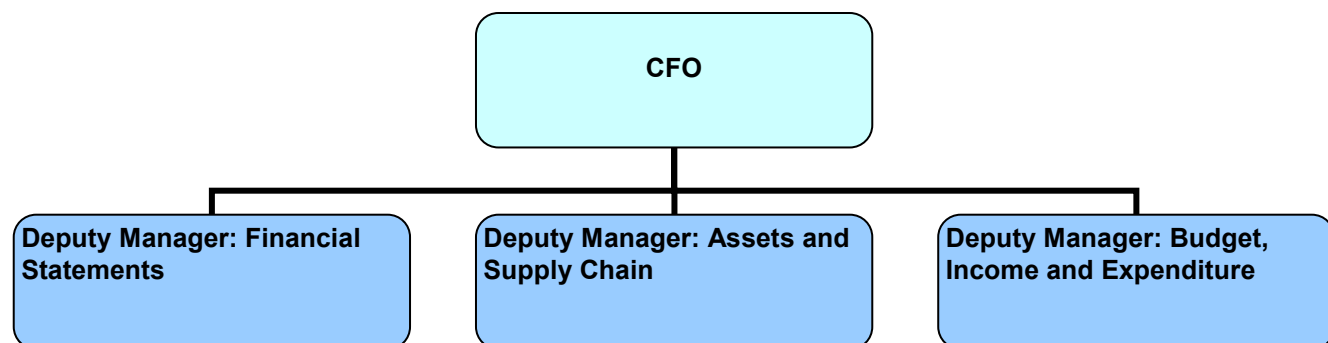 CFO
Deputy Manager: Financial
Statements
Deputy Manager: Assets and
Supply Chain
Deputy Manager: Budget,
Income and Expenditure